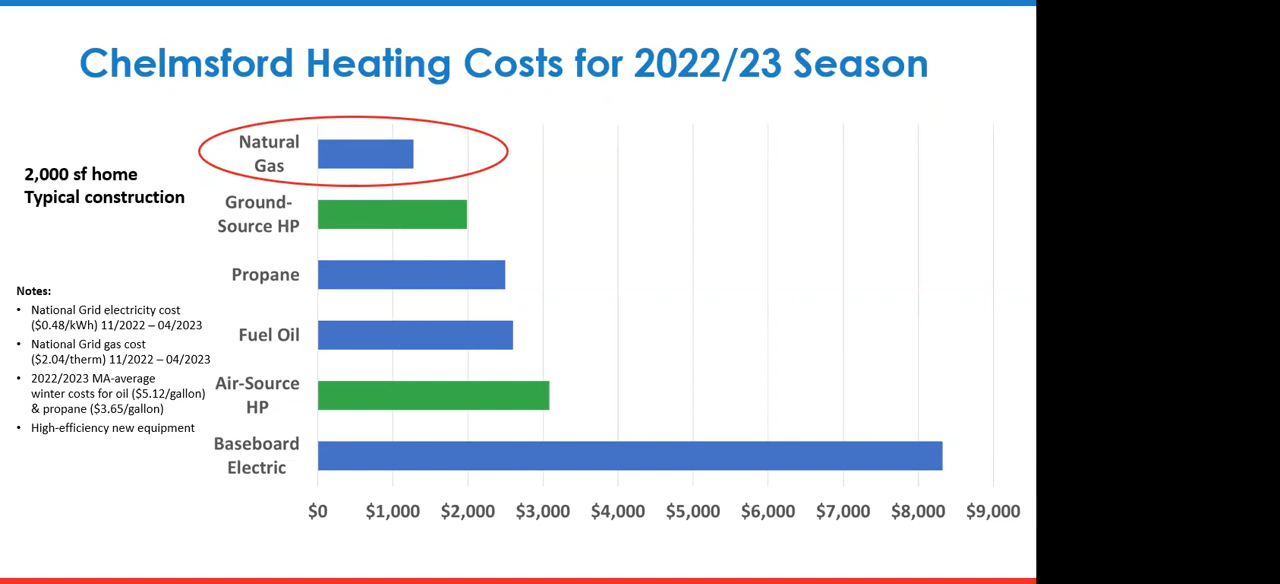 Chelmsford Heating Costs for 2022/23 Season
2,000 sf home
Typical construction
Notes:
• National Grid electricity cost
($0.48/kWh) 11/2022 – 04/2023
• National Grid gas cost
($2.04/therm) 11/2022 – 04/2023
• 2022/2023 MA-average
winter costs for oil ($5.12/gallon)
& propane ($3.65/gallon)
• High-efficiency new equipment
Natural
Gas
Ground-
Source HP
Propane
Fuel Oil
Air-Source
HP
Baseboard
Electric
$0 $1,000 $2,000 $3,000 $4,000 $5,000 $6,000 $7,000 $8,000 $9,000